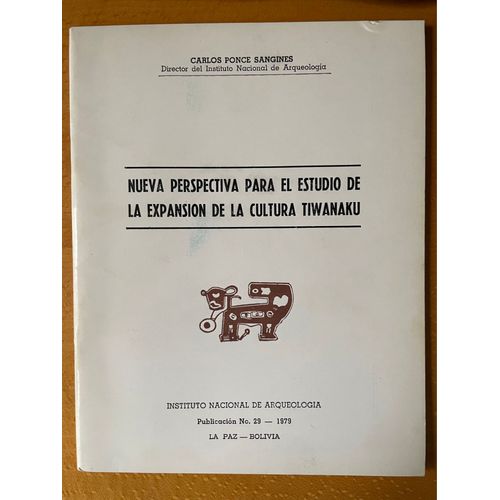 CARLOS PONCE SANGINES
Director del Instituto Nacional de Arqueología
NUEVA PERSPECTIVA PARA EL ESTUDIO DE
LA EXPANSION DE LA CULTURA TIWANAKU
INSTITUTO NACIONAL DE ARQUEOLOGIA
Publicación No. 29 — 1979
LA PAZ — BOLIVIA